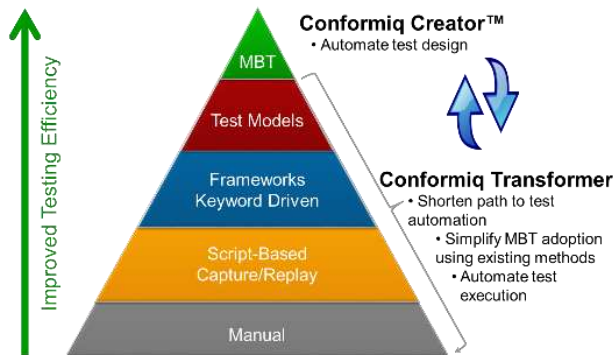 Improved Testing Efficiency
MBT
Test Models
Frameworks
Keyword Driven
Script-Based
Capture/Replay
Manual
Conformiq Creator™
• Automate test design
Conformiq Transformer
• Shorten path to test
automation
• Simplify MBT adoption
using existing methods
• Automate test
execution